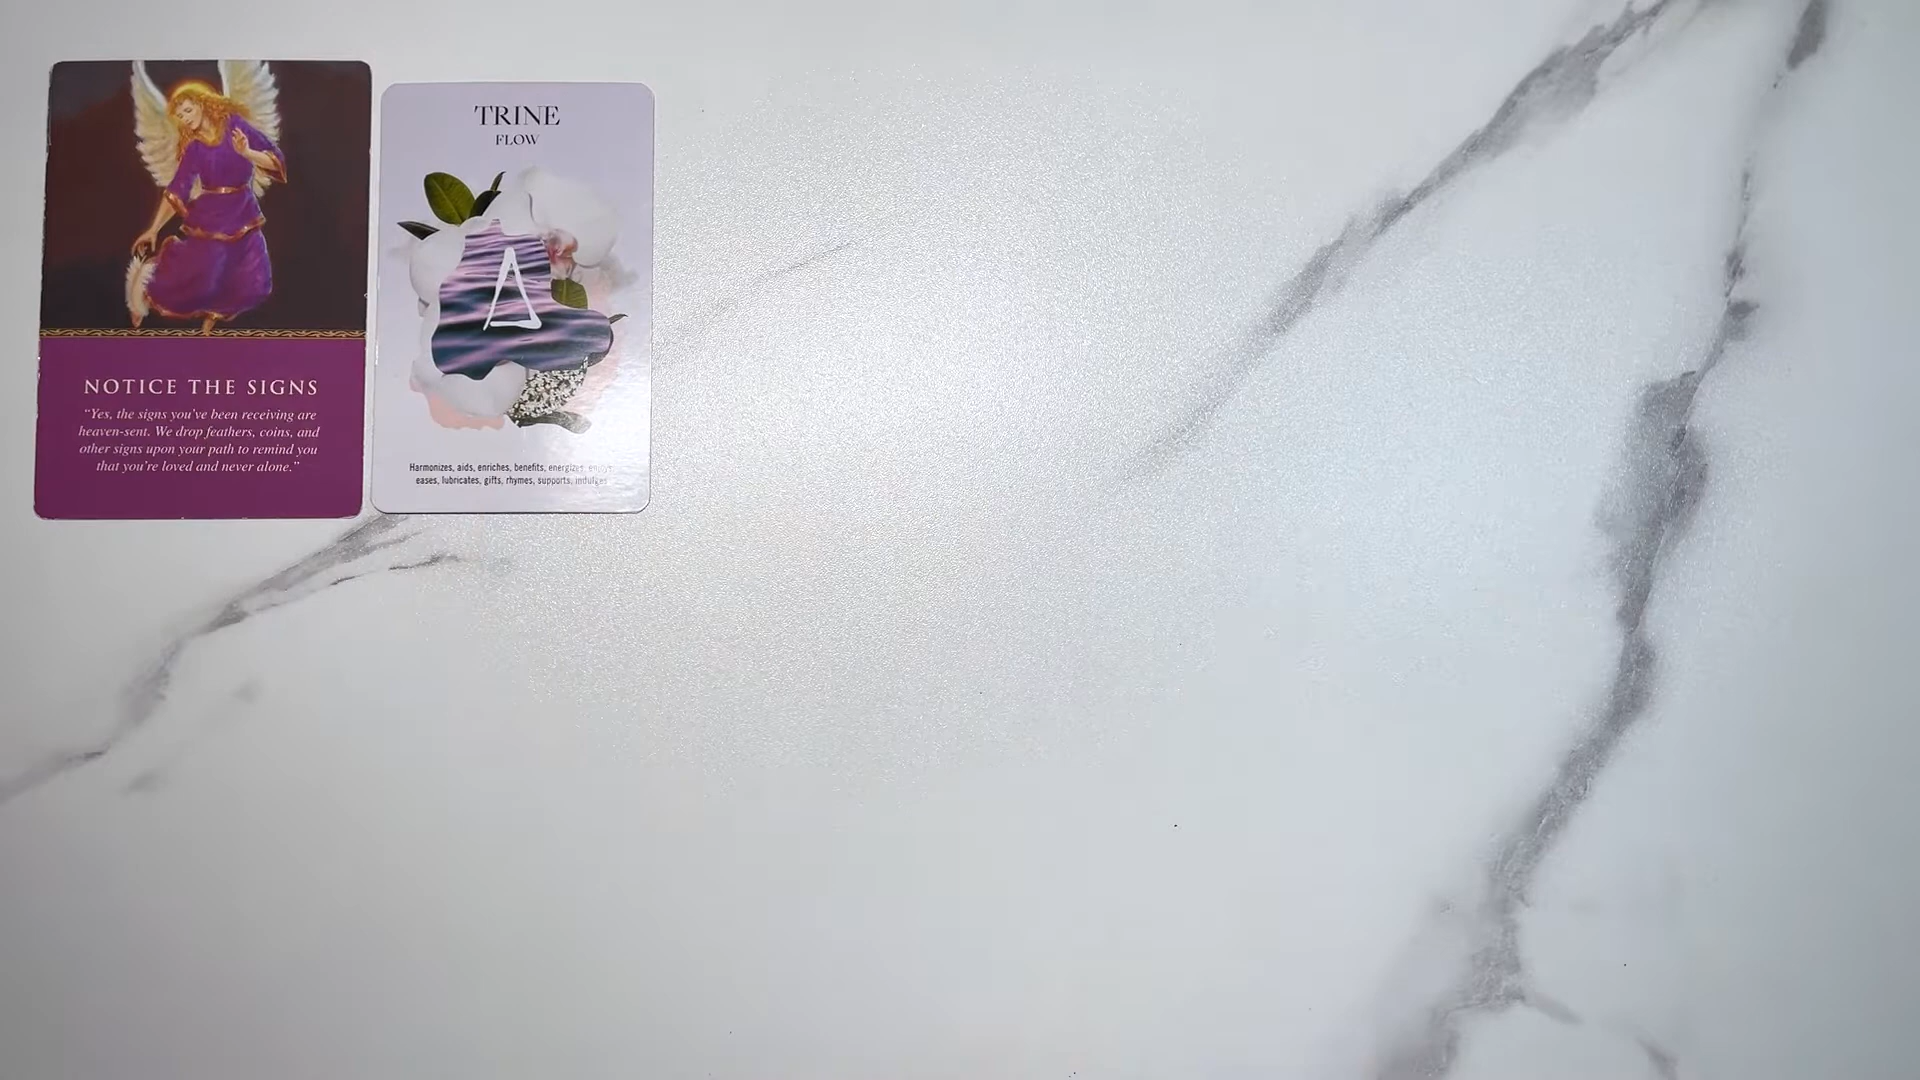 NOTICE THE SIGNS
“Yes, the signs you’ve been receiving are
heaven-sent. We drop feathers, coins, and
other signs upon your path to remind you
that you’re loved and never alone.”
TRINE
FLOW
Harmonizes, aids, enriches, benefits, energizes, enjoys,
eases, lubricates, gifts, rhymes, supports, indulges